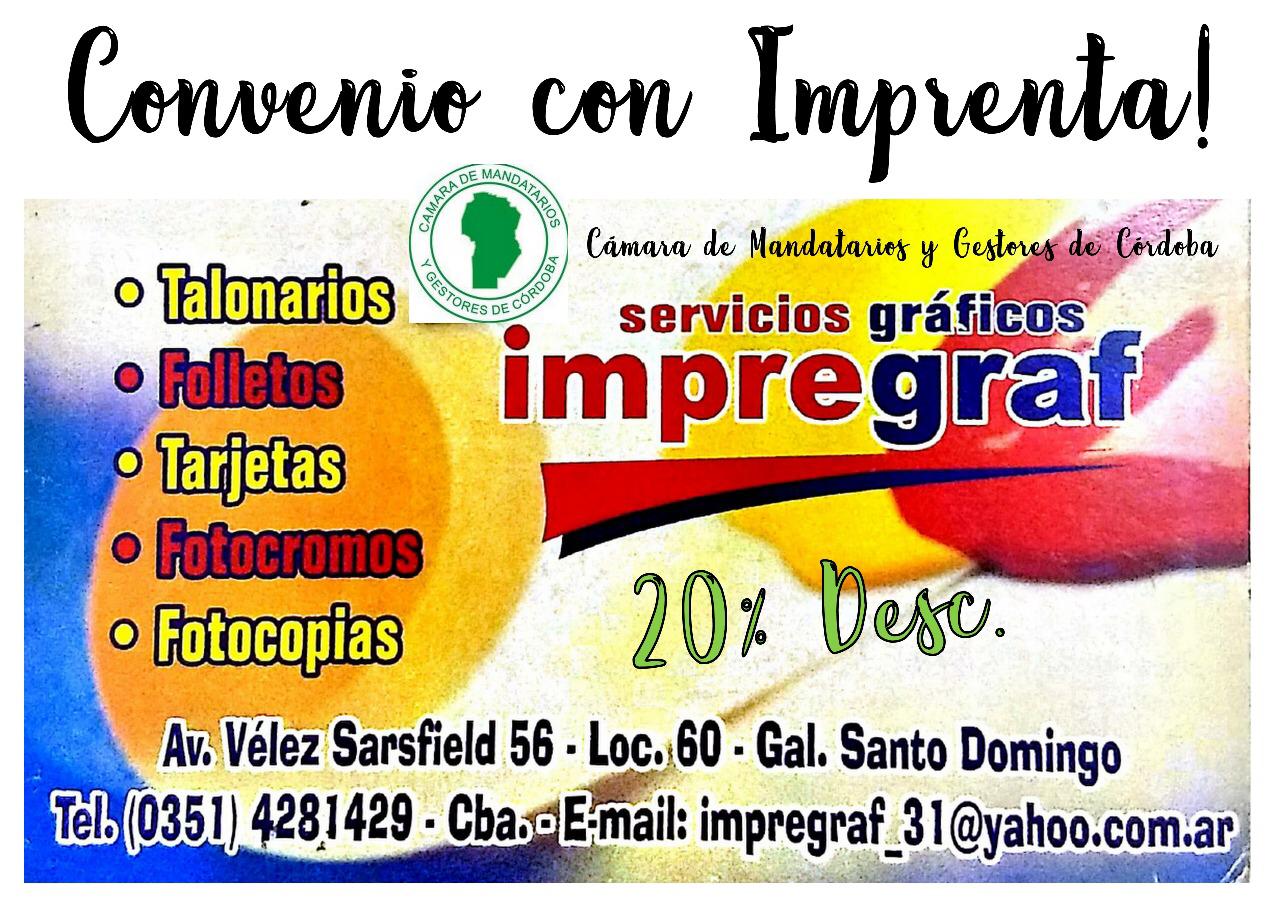 Convenio con Imprenta!
CAMARA DE MANDATARIOS
Y GESTORES DE CÓRDOBA
Cámara de Mandatarios y Gestores de Córdoba
• Talonarios
• Folletos
• Tarjetas
• Fotocromos
• Fotocopias
servicios gráficos
impregraf
20% Desc.
Av. Vélez Sarsfield 56 - Loc. 60 - Gal. Santo Domingo
Tel. (0351) 4281429 - Cba. - E-mail: impregraf_31@yahoo.com.ar